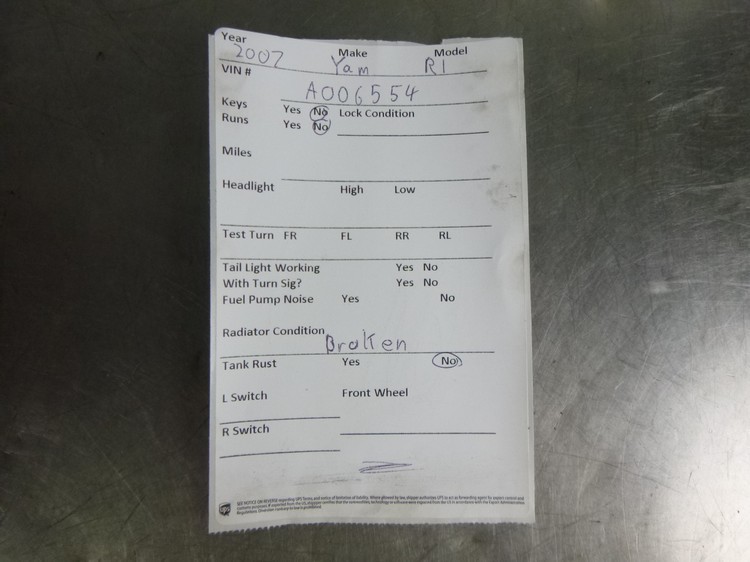 Year Make Model
2007 Yam R1
VIN #
A006554
Keys Yes No Lock Condition
Runs Yes No
Miles
Headlight High Low
Test Turn FR FL RR RL
Tail Light Working Yes No
With Turn Sig? Yes No
Fuel Pump Noise Yes No
Radiator Condition
Broken
Tank Rust Yes No
L Switch Front Wheel
R Switch
ups